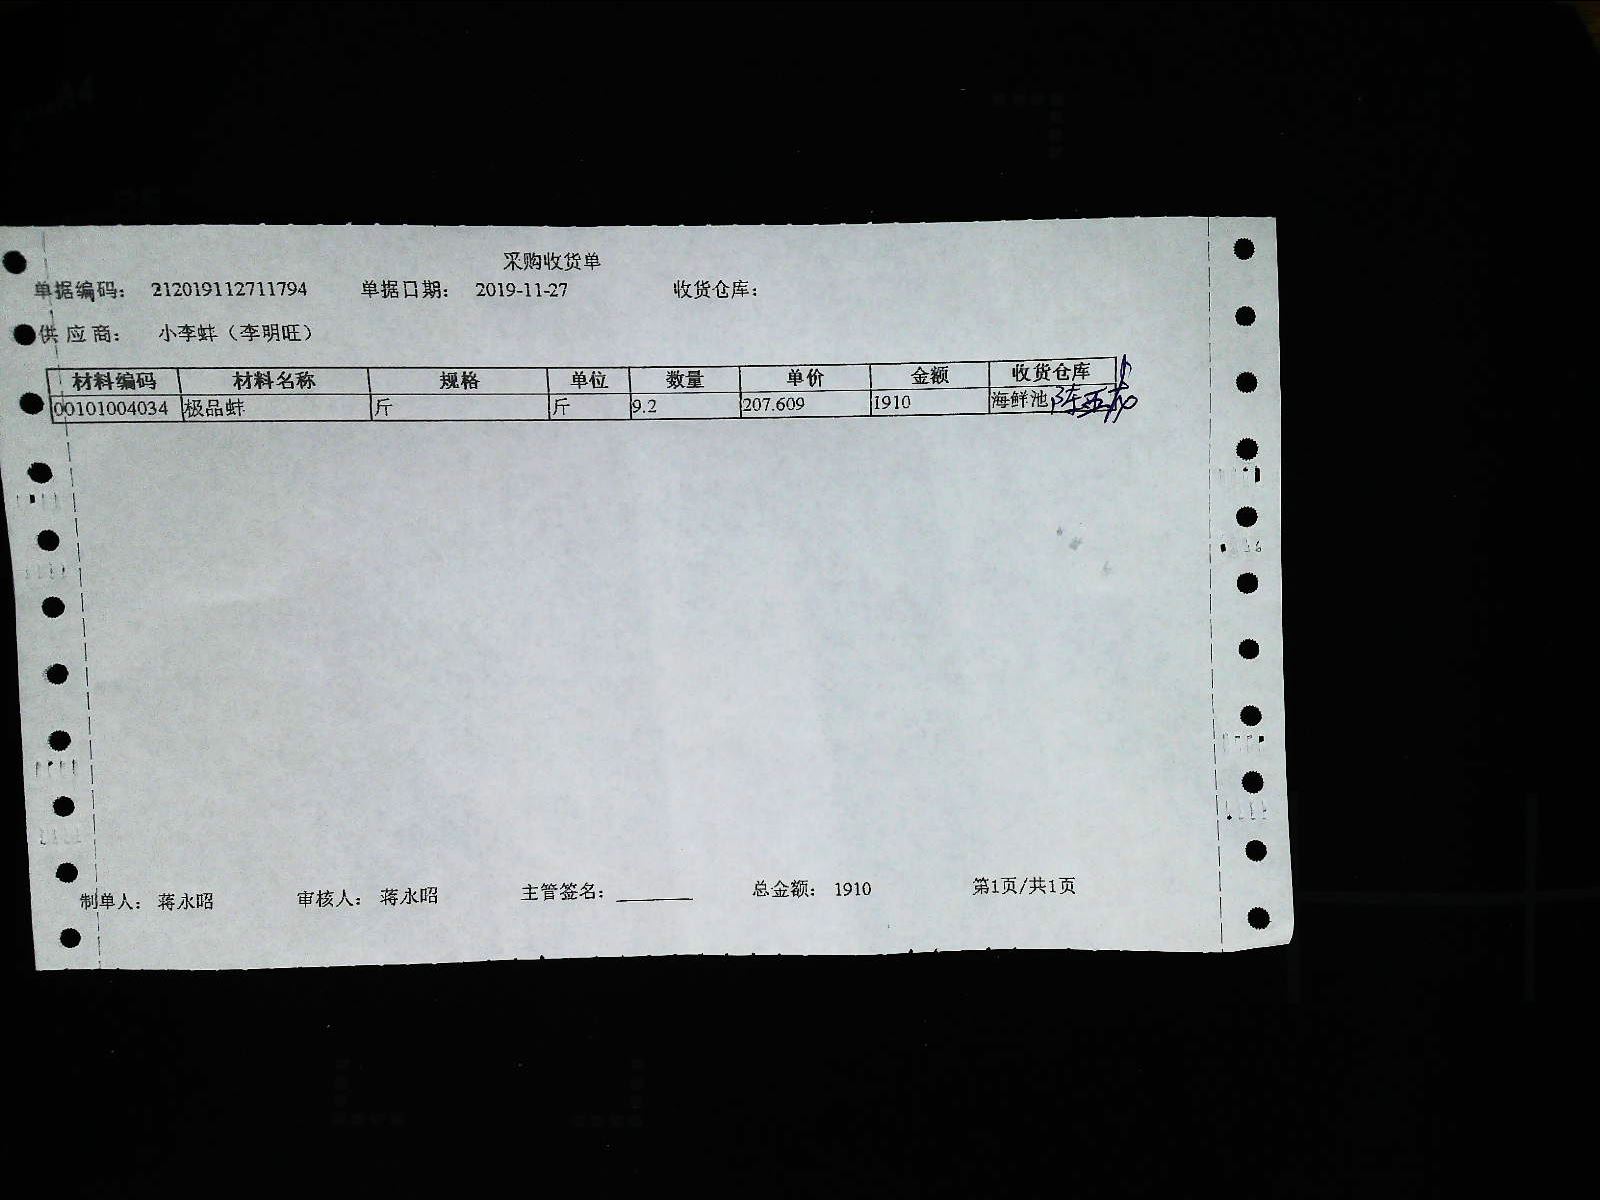 采购收货单
单据编码： 212019112711794 单据日期： 2019-11-27 收货仓库：
供 应 商： 小李蚌（李明旺）
材料编码 材料名称 规格 单位 数量 单价 金额 收货仓库
00101004034 极品蚌 斤 斤 9.2 207.609 1910 海鲜池
制单人： 蒋永昭 审核人： 蒋永昭 主管签名： 总金额： 1910 第1页/共1页